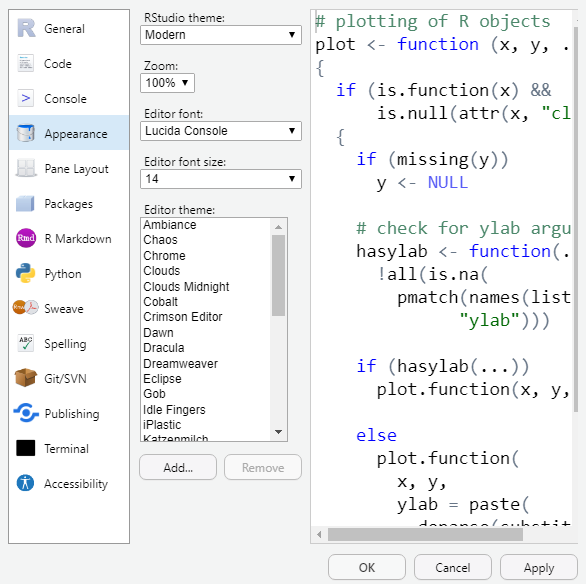 General
Code
Console
Appearance
Pane Layout
Packages
R Markdown
Python
Sweave
Spelling
Git/SVN
Publishing
Terminal
Accessibility
RStudio theme:
Modern
Zoom:
100%
Editor font:
Lucida Console
Editor font size:
14
Editor theme:
Ambiance
Chaos
Chrome
Clouds
Clouds Midnight
Cobalt
Crimson Editor
Dawn
Dracula
Dreamweaver
Eclipse
Gob
Idle Fingers
iPlastic
Katzenmilch
Add...
Remove
# plotting of R objects
plot <- function (x, y, .
{
if (is.function(x) &&
is.null(attr(x, "cl
{
if (missing(y))
y <- NULL
# check for ylab argu
hasylab <- function(.
!all(is.na(
pmatch(names(list
"ylab")))
if (hasylab(...))
plot.function(x, y,
else
plot.function(
x, y,
ylab = paste(
deparse(substit
OK
Cancel
Apply